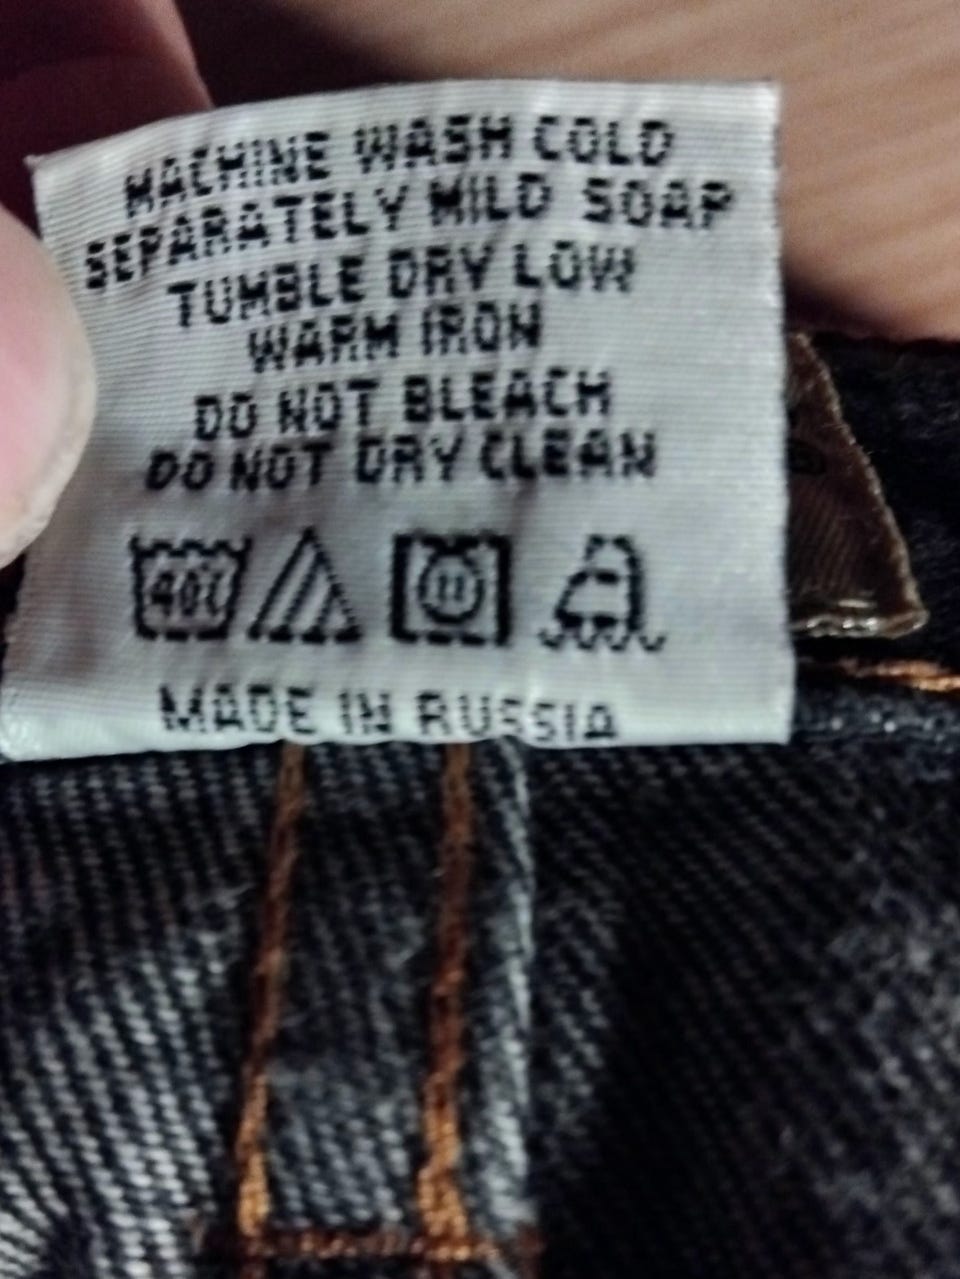 MACHINE WASH COLD
SEPARATELY MILD SOAP
TUMBLE DRY LOW
WARM IRON
DO NOT BLEACH
DO NOT DRY CLEAN
40C
MADE IN RUSSIA